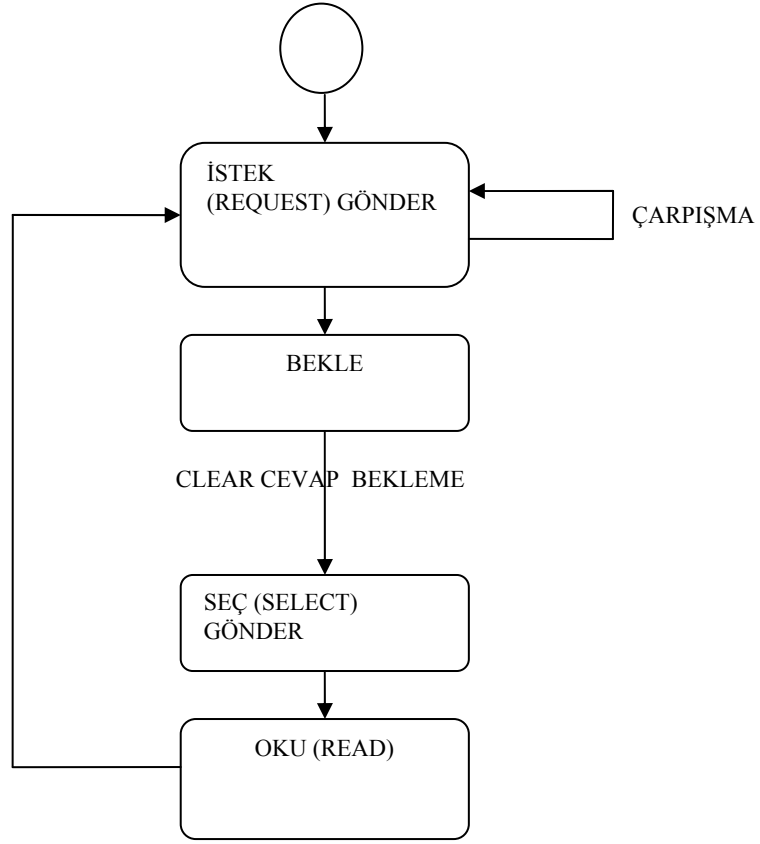 İSTEK
(REQUEST) GÖNDER
ÇARPIŞMA
BEKLE
CLEAR CEVAP BEKLEME
SEÇ (SELECT)
GÖNDER
OKU (READ)